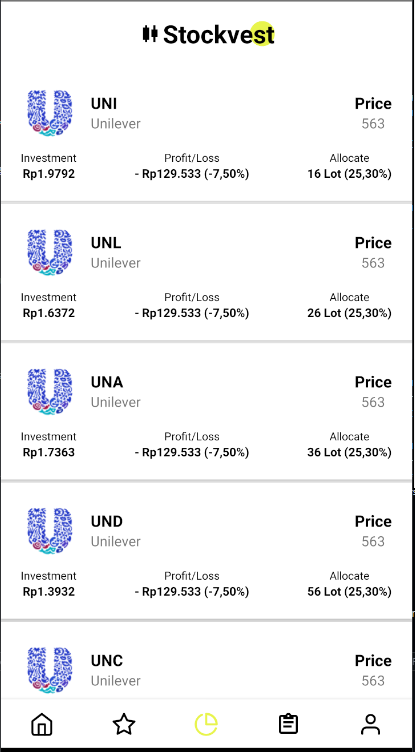 Stockvest
UNI Price
Unilever 563
Investment Profit/Loss Allocate
Rp1.9792 - Rp129.533 (-7,50%) 16 Lot (25,30%)
UNL Price
Unilever 563
Investment Profit/Loss Allocate
Rp1.6372 - Rp129.533 (-7,50%) 26 Lot (25,30%)
UNA Price
Unilever 563
Investment Profit/Loss Allocate
Rp1.7363 - Rp129.533 (-7,50%) 36 Lot (25,30%)
UND Price
Unilever 563
Investment Profit/Loss Allocate
Rp1.3932 - Rp129.533 (-7,50%) 56 Lot (25,30%)
UNC Price
Unilever 563